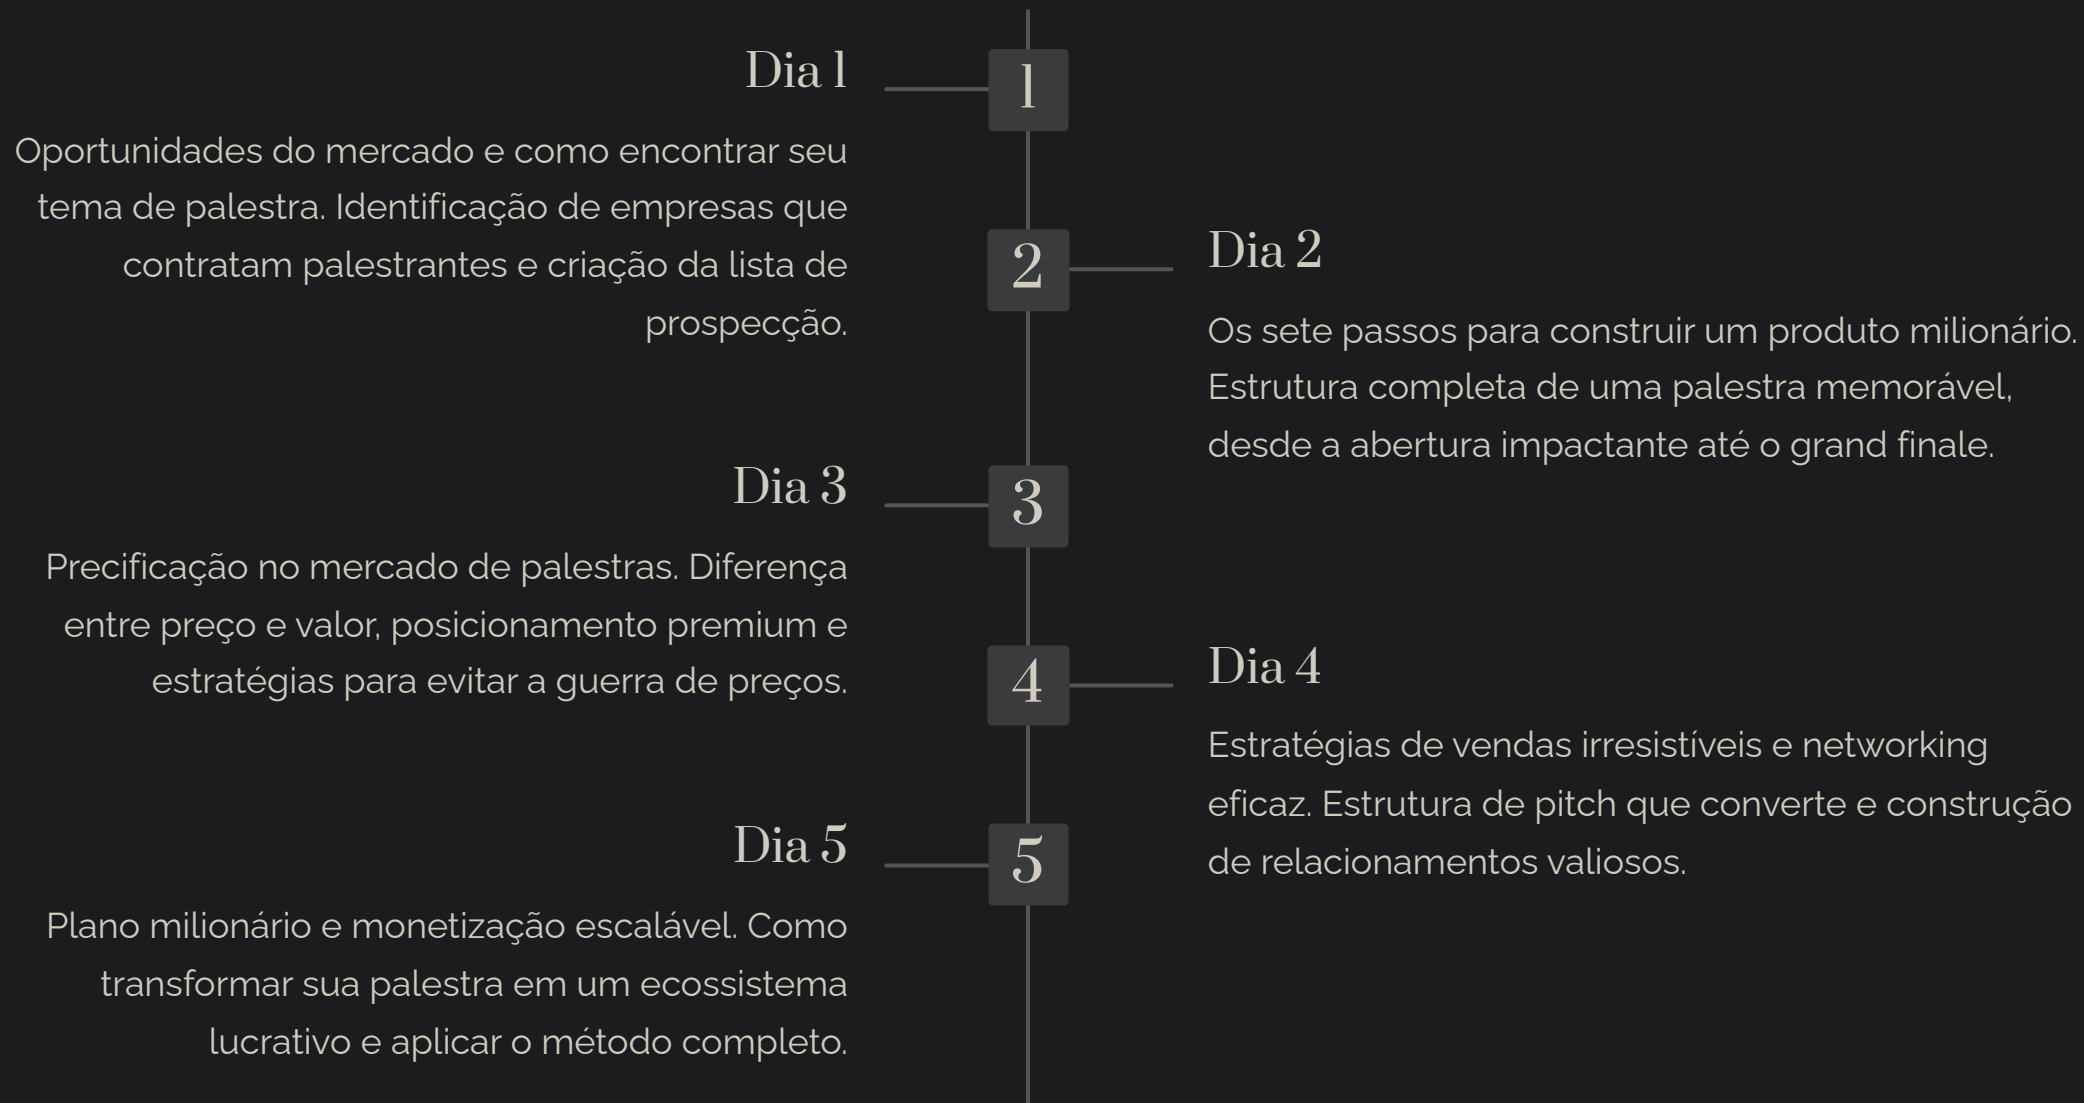 Dia 1
1
Oportunidades do mercado e como encontrar seu
tema de palestra. Identificação de empresas que
contratam palestrantes e criação da lista de
prospecção.
2
Dia 2
Os sete passos para construir um produto milionário.
Estrutura completa de uma palestra memorável,
desde a abertura impactante até o grand finale.
Dia 3
3
Precificação no mercado de palestras. Diferença
entre preço e valor, posicionamento premium e
estratégias para evitar a guerra de preços.
4
Dia 4
Estratégias de vendas irresistíveis e networking
eficaz. Estrutura de pitch que converte e construção
de relacionamentos valiosos.
Dia 5
5
Plano milionário e monetização escalável. Como
transformar sua palestra em um ecossistema
lucrativo e aplicar o método completo.